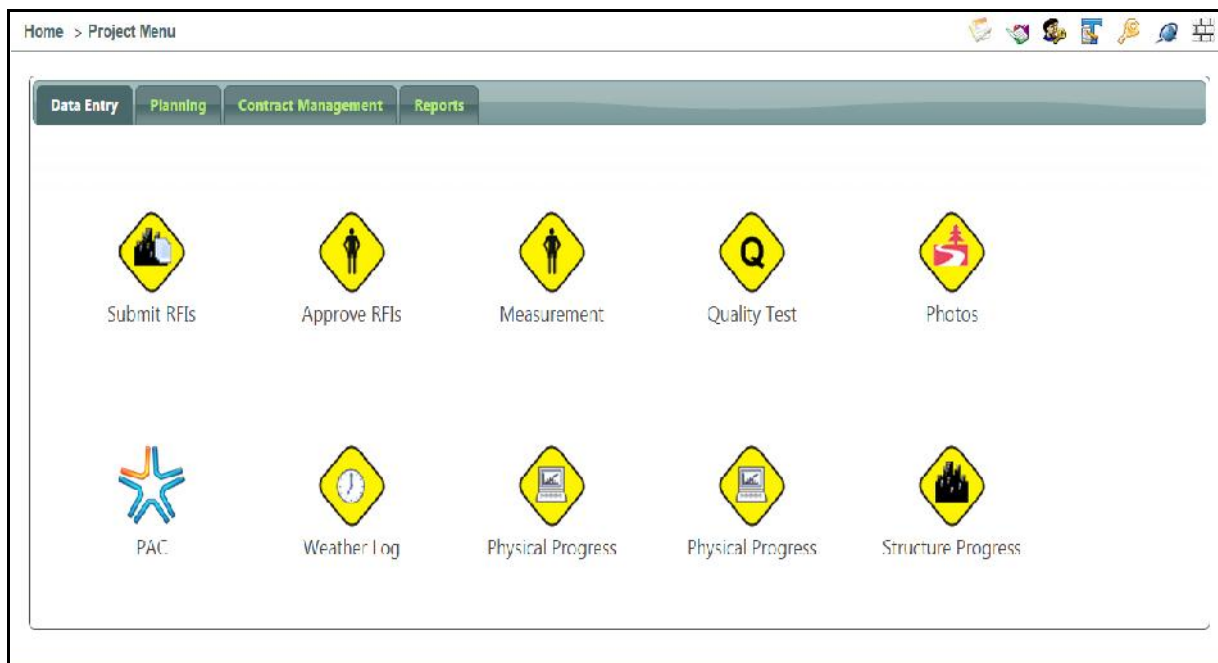 Home > Project Menu
Data Entry Planning Contract Management Reports
Submit RFIs Approve RFIs Measurement Quality Test Photos
Q
PAC Weather Log Physical Progress Physical Progress Structure Progress